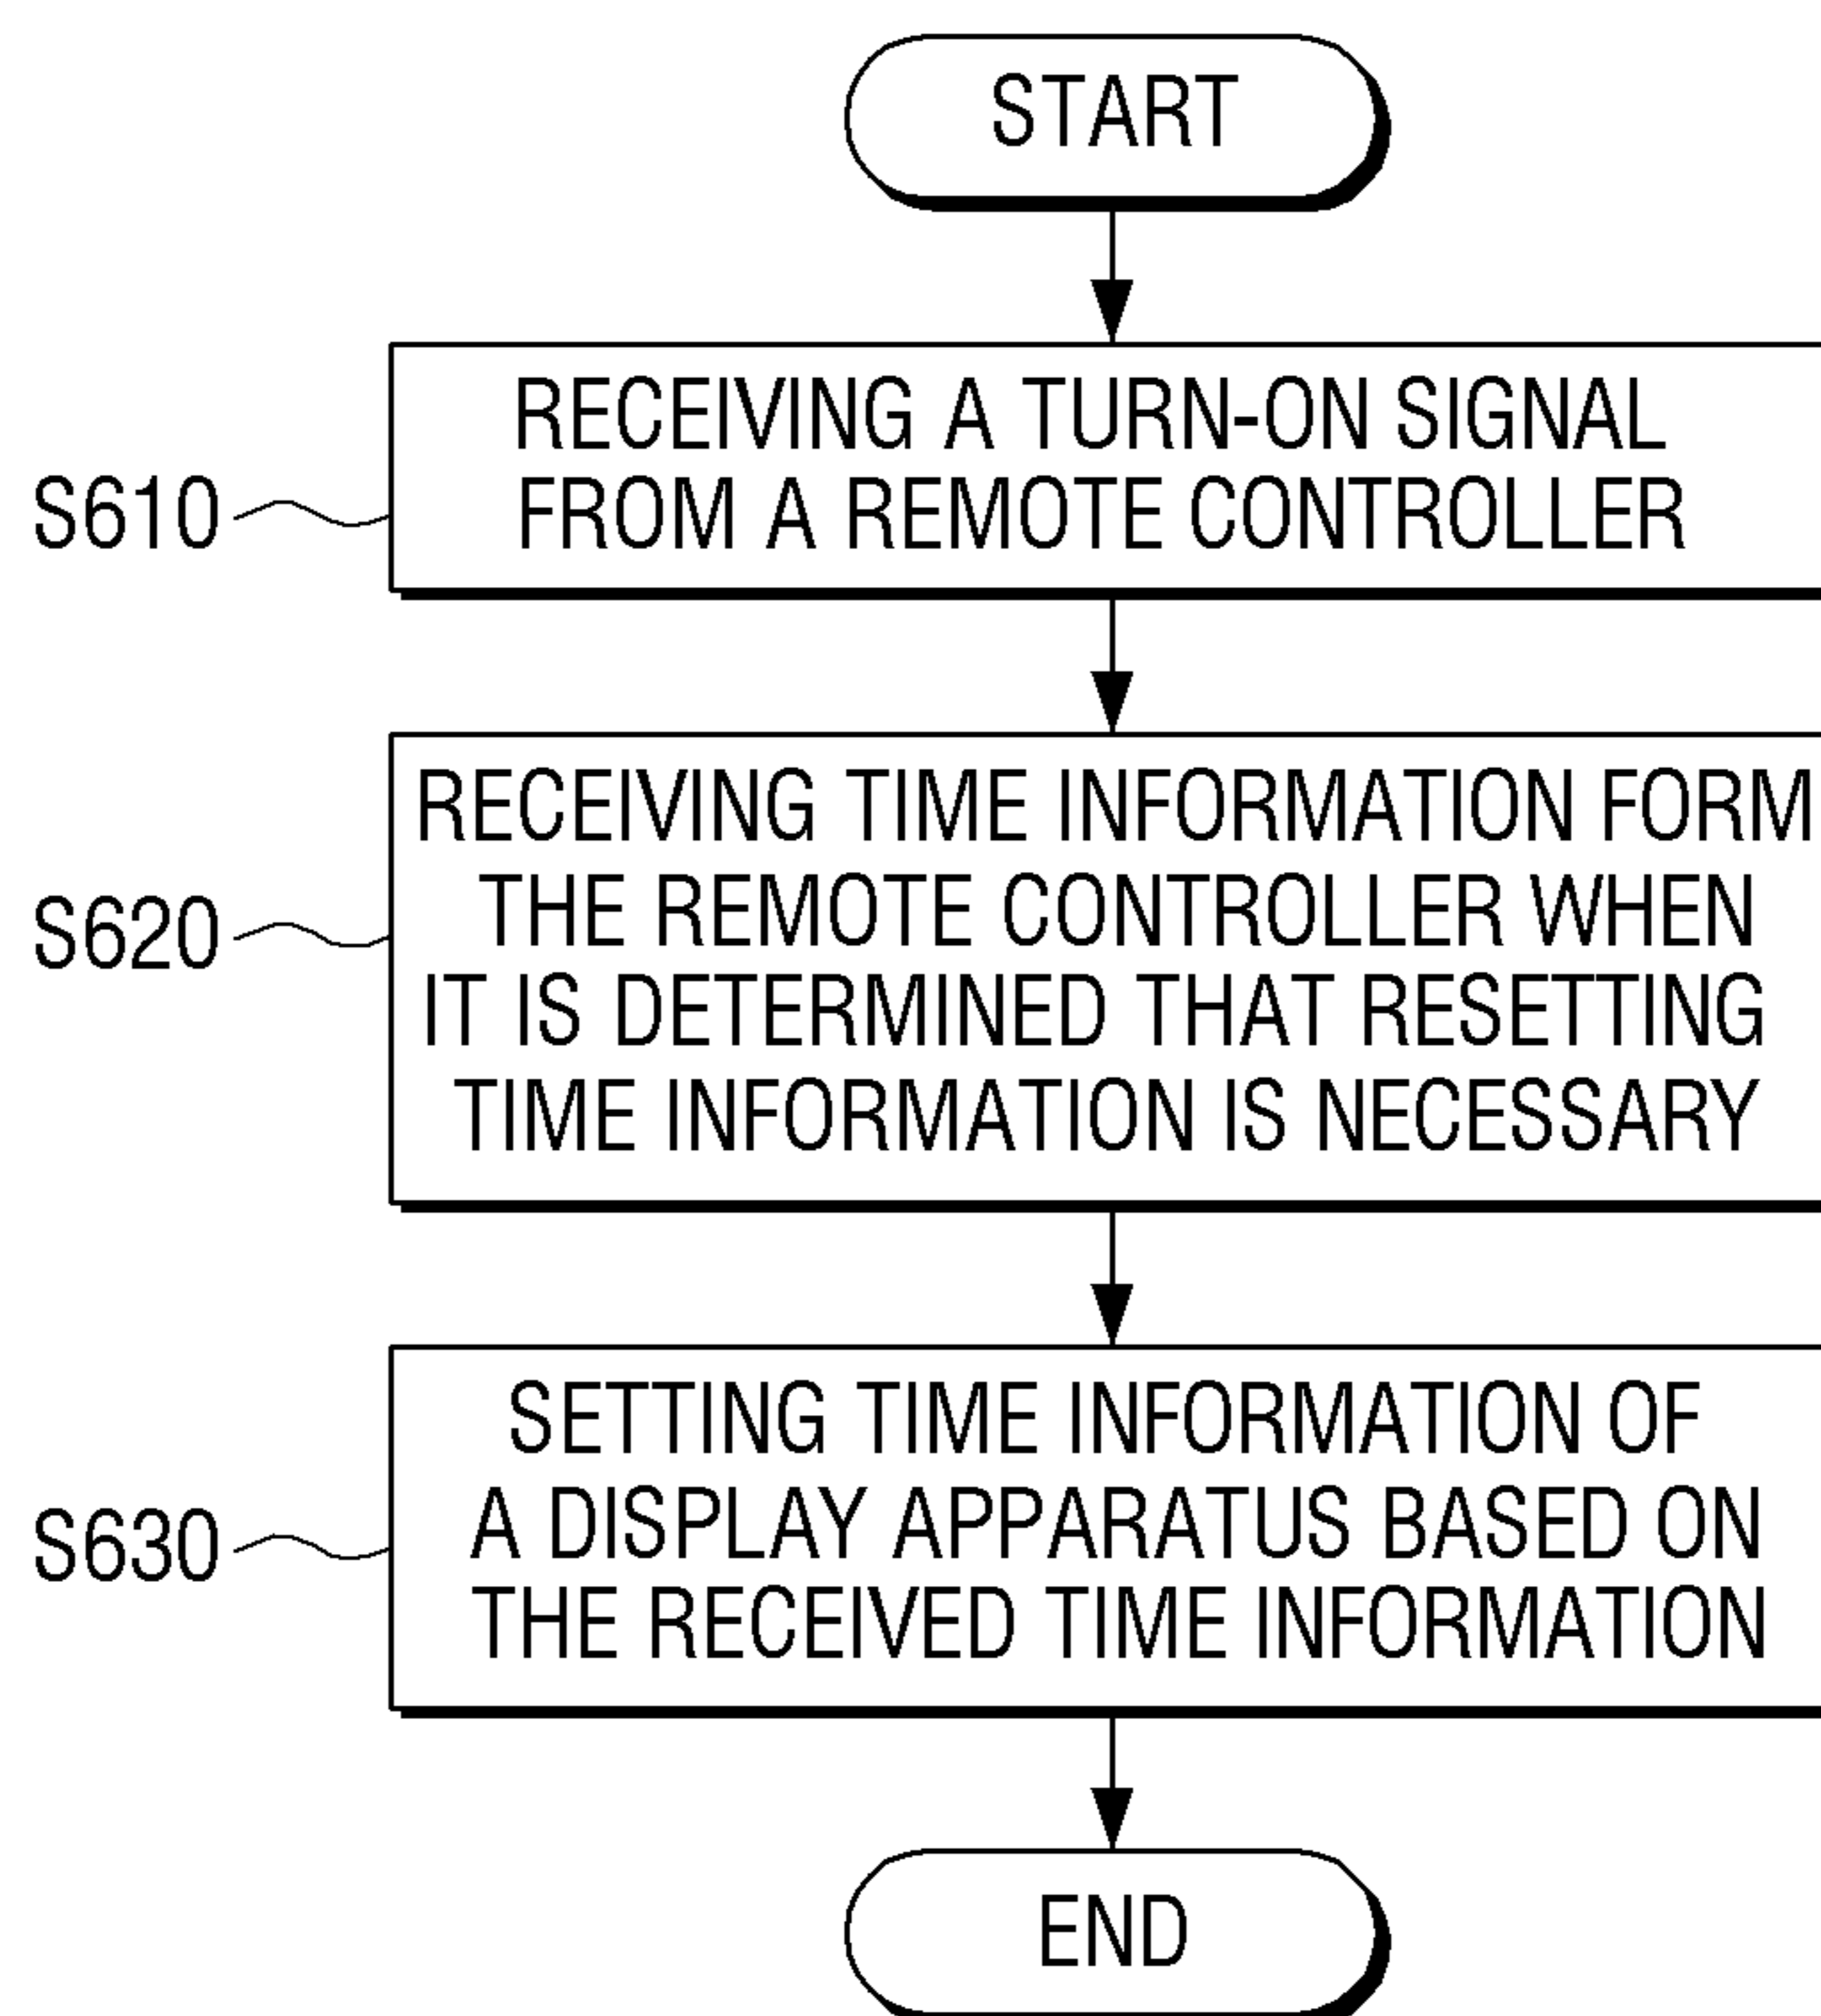 START
RECEIVING A TURN-ON SIGNAL
FROM A REMOTE CONTROLLER
S610
RECEIVING TIME INFORMATION FORM
THE REMOTE CONTROLLER WHEN
IT IS DETERMINED THAT RESETTING
TIME INFORMATION IS NECESSARY
S620
SETTING TIME INFORMATION OF
A DISPLAY APPARATUS BASED ON
THE RECEIVED TIME INFORMATION
S630
END